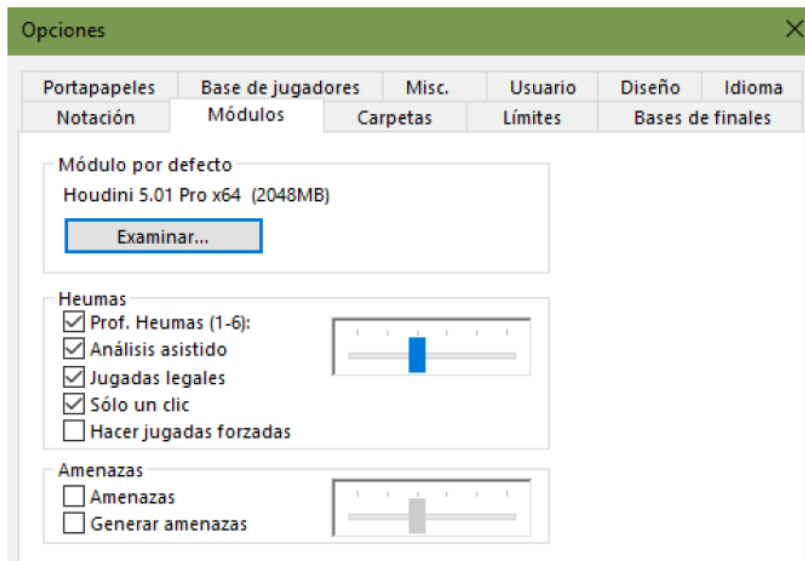 Opciones
Portapapeles Base de jugadores Misc. Usuario Diseño Idioma
Notación Módulos Carpetas Límites Bases de finales
Módulo por defecto
Houdini 5.01 Pro x64 (2048MB)
Examinar...
Heumas
Prof. Heumas (1-6):
Análisis asistido
Jugadas legales
Sólo un clic
Hacer jugadas forzadas
Amenazas
Amenazas
Generar amenazas